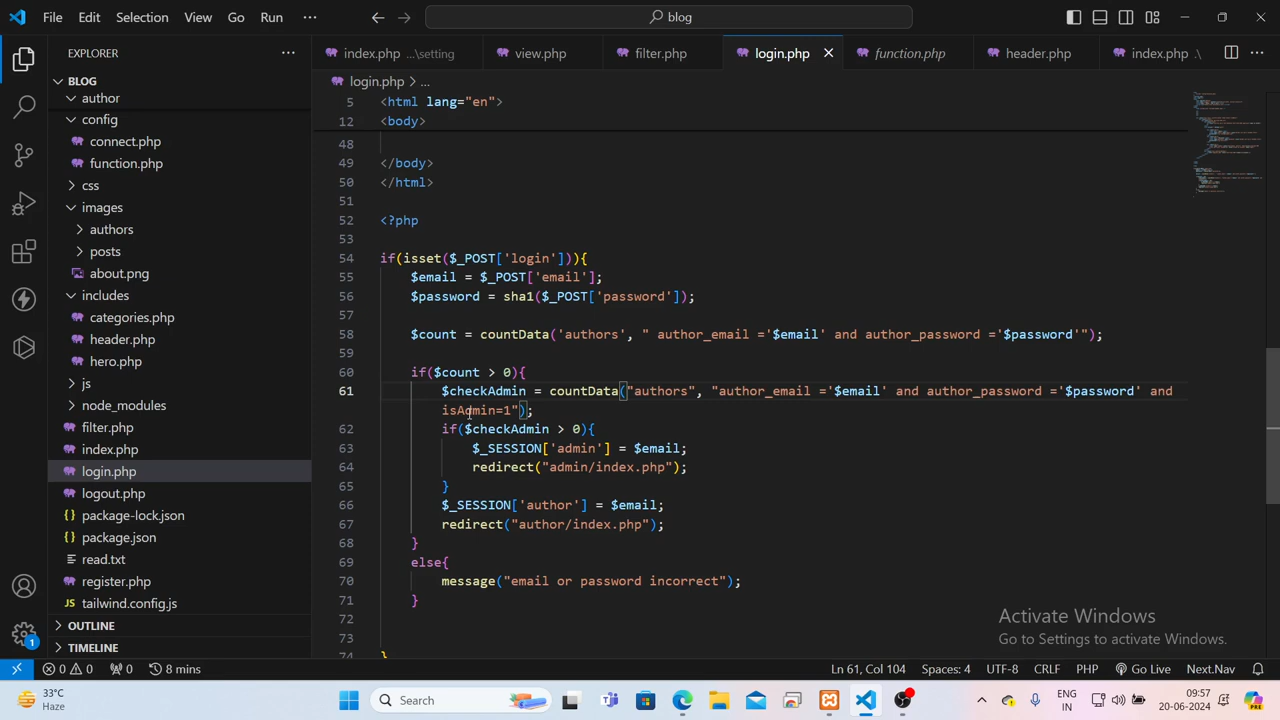 File Edit Selection View Go Run ··· blog
EXPLORER ···
index.php ...\setting view.php filter.php login.php function.php header.php index.php .\ ···
login.php > ...
BLOG
author
config
connect.php
function.php
css
images
authors
posts
about.png
includes
categories.php
header.php
hero.php
js
node_modules
filter.php
index.php
login.php
logout.php
package-lock.json
package.json
read.txt
register.php
tailwind.config.js
OUTLINE
TIMELINE
5 <html lang="en">
12 <body>
48
49 </body>
50 </html>
51
52 <?php
53
54 if(isset($_POST['login'])){
55 $email = $_POST['email'];
56 $password = sha1($_POST['password']);
57
58 $count = countData('authors', " author_email ='$email' and author_password ='$password'");
59
60 if($count > 0){
61 $checkAdmin = countData("authors", "author_email ='$email' and author_password ='$password' and
isAdmin=1");
62 if($checkAdmin > 0){
63 $_SESSION['admin'] = $email;
64 redirect("admin/index.php");
65 }
66 $_SESSION['author'] = $email;
67 redirect("author/index.php");
68 }
69 else{
70 message("email or password incorrect");
71 }
72
73
74 }
Activate Windows
Go to Settings to activate Windows.
1
0 0 0 8 mins Ln 61, Col 104 Spaces: 4 UTF-8 CRLF PHP Go Live Next.Nav
33°C
Haze
Search
ENG
IN
09:57
20-06-2024